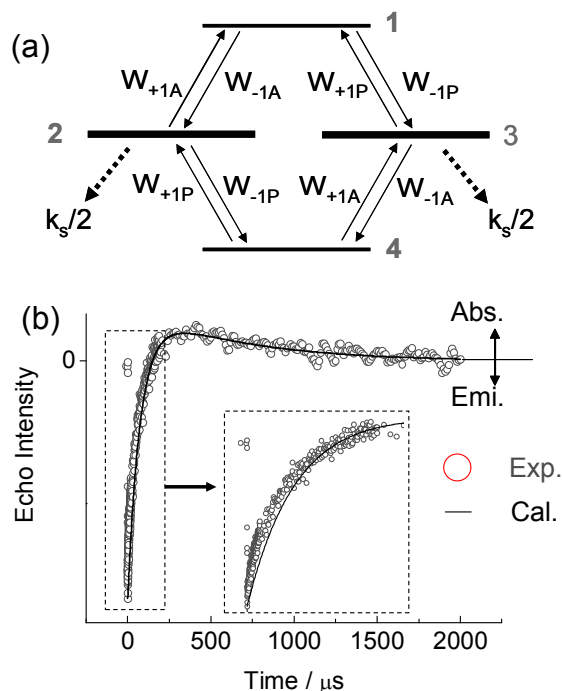 (a)
1
W+1A
W-1A
W+1P
W-1P
2
3
W+1P
W-1P
W+1A
W-1A
ks/2
ks/2
4
(b)
Abs.
0
Emi.
Echo Intensity
Exp.
Cal.
0 500 1000 1500 2000
Time / μs